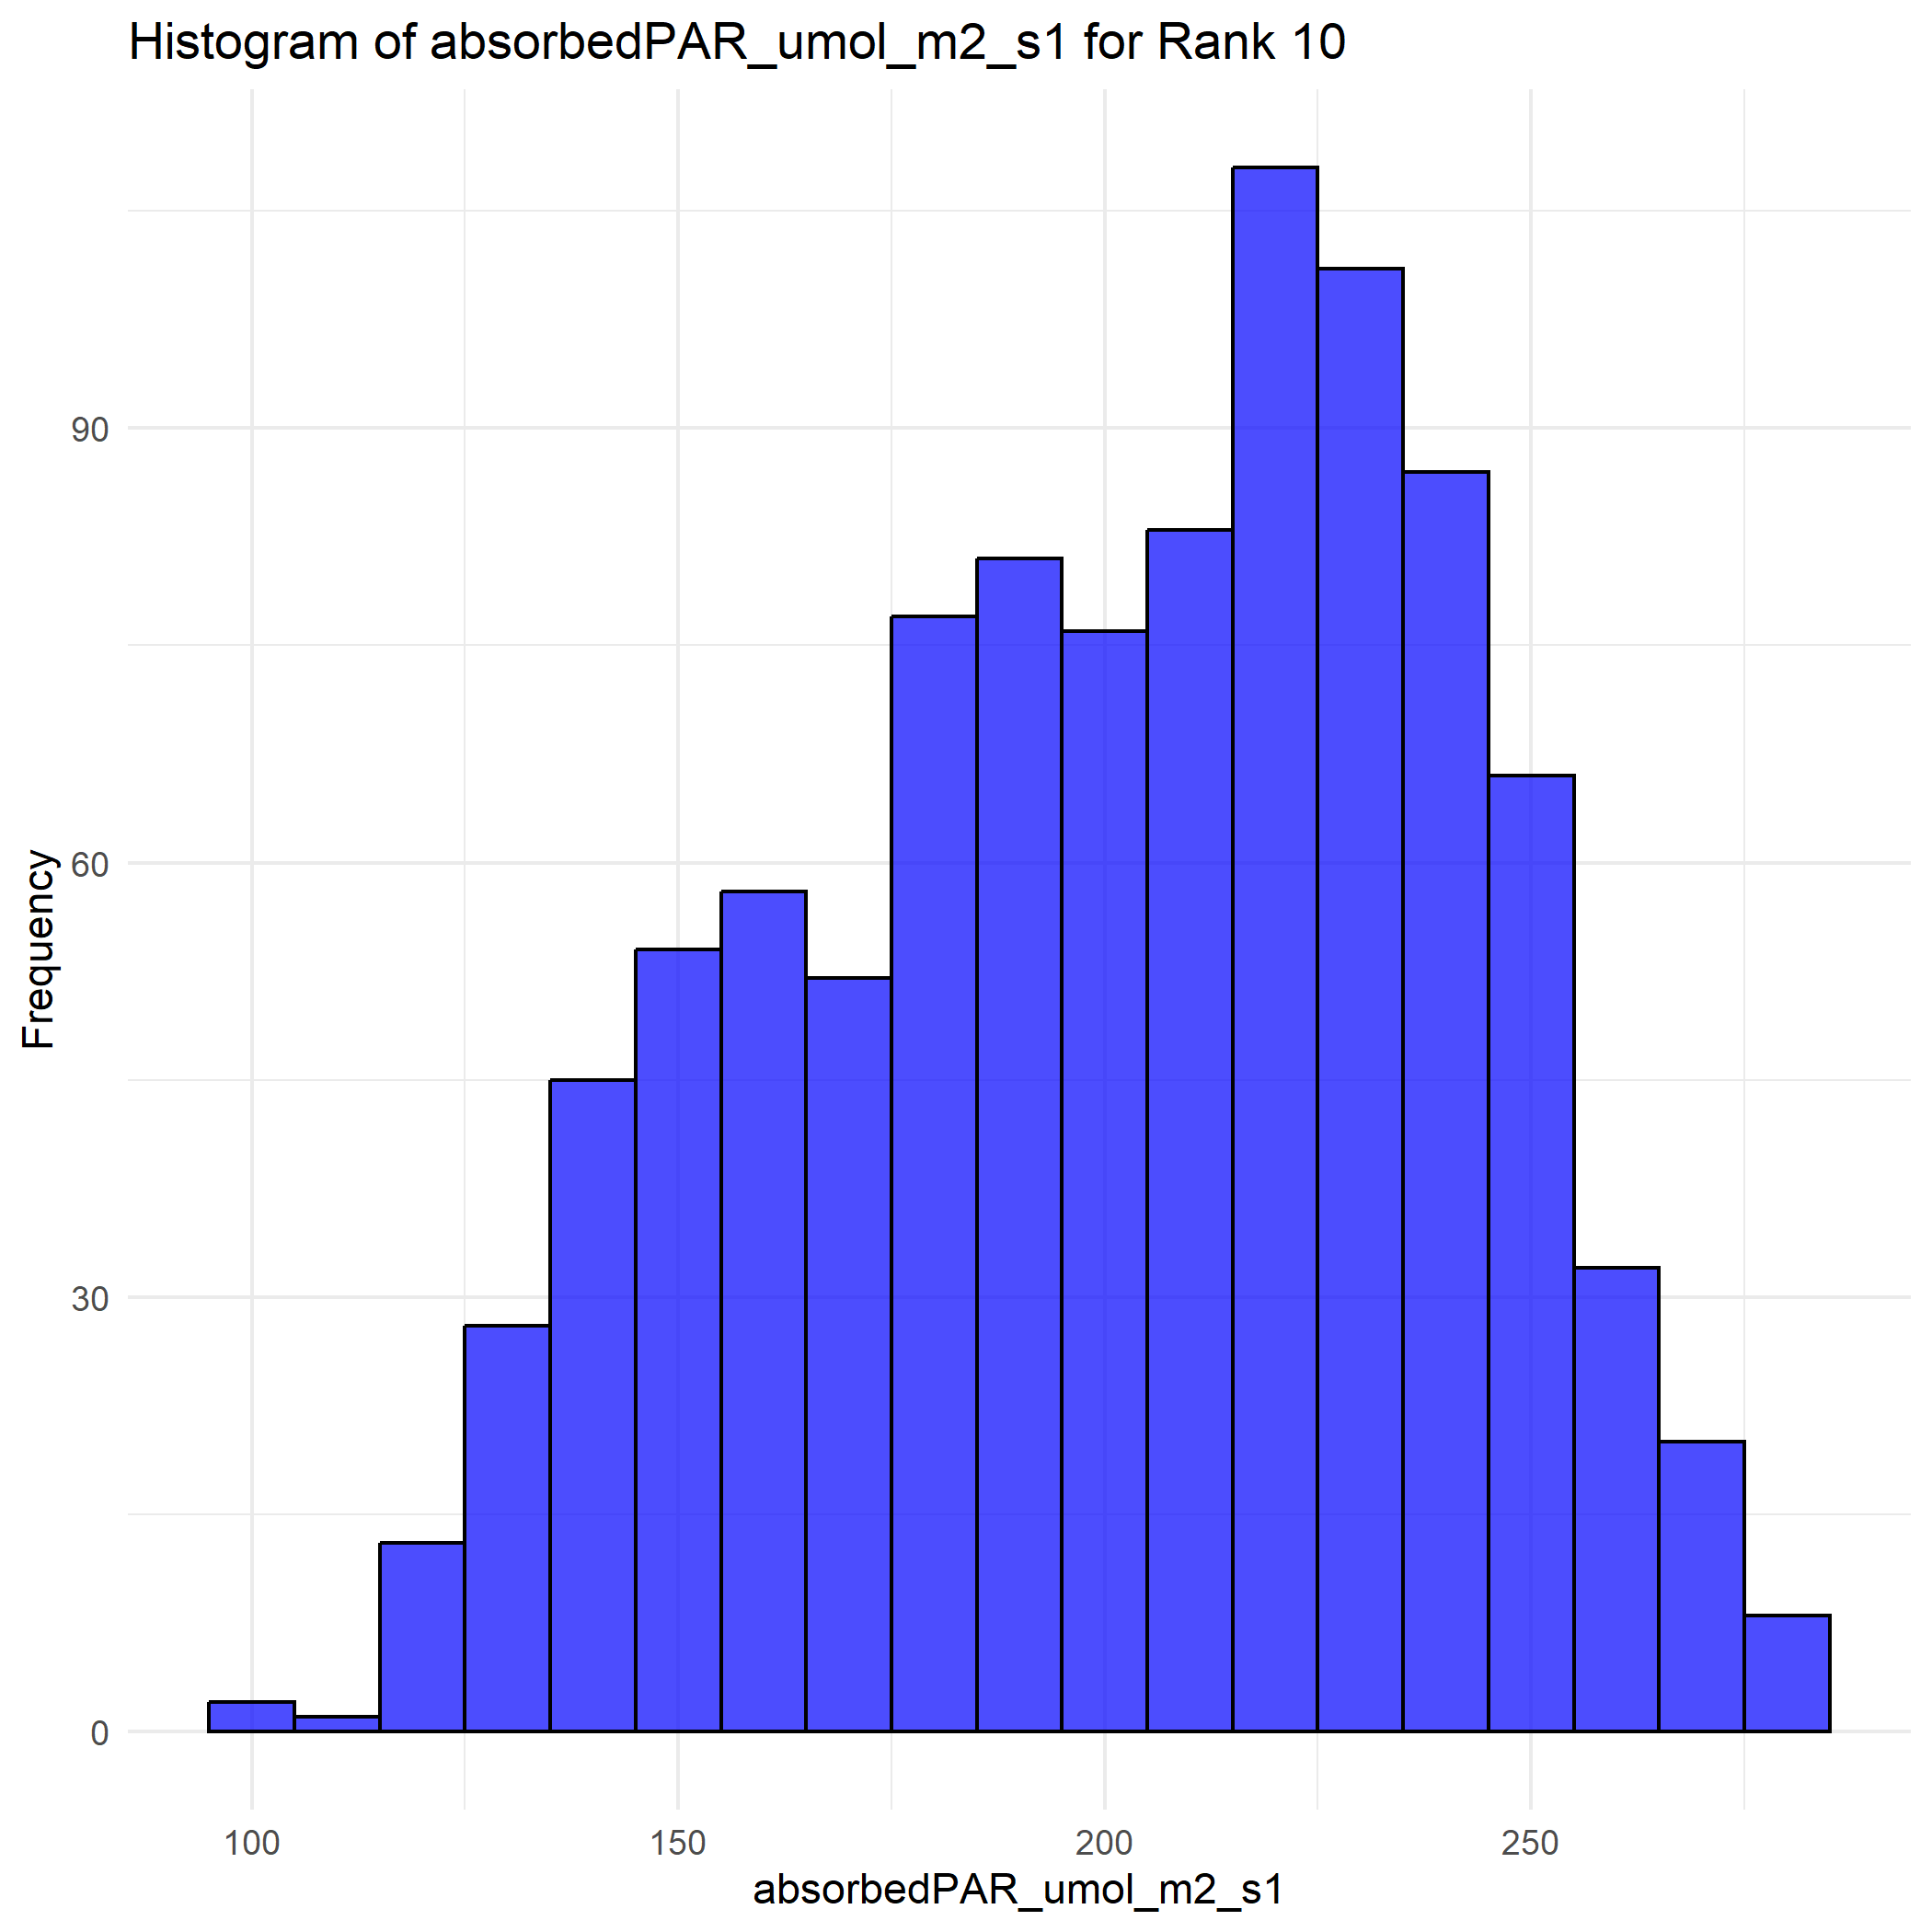 Histogram of absorbedPAR_umol_m2_s1 for Rank 10
90
60
30
0
Frequency
100 150 200 250
absorbedPAR_umol_m2_s1